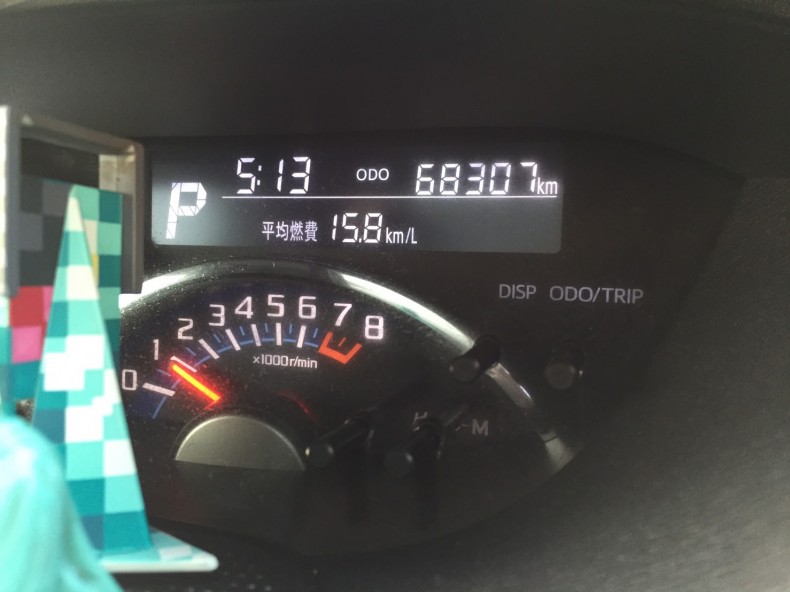 P 5:13 ODO 68307km
平均燃費 15.8km/L
DISP ODO/TRIP
0 1 2 3 4 5 6 7 8
×1000r/min